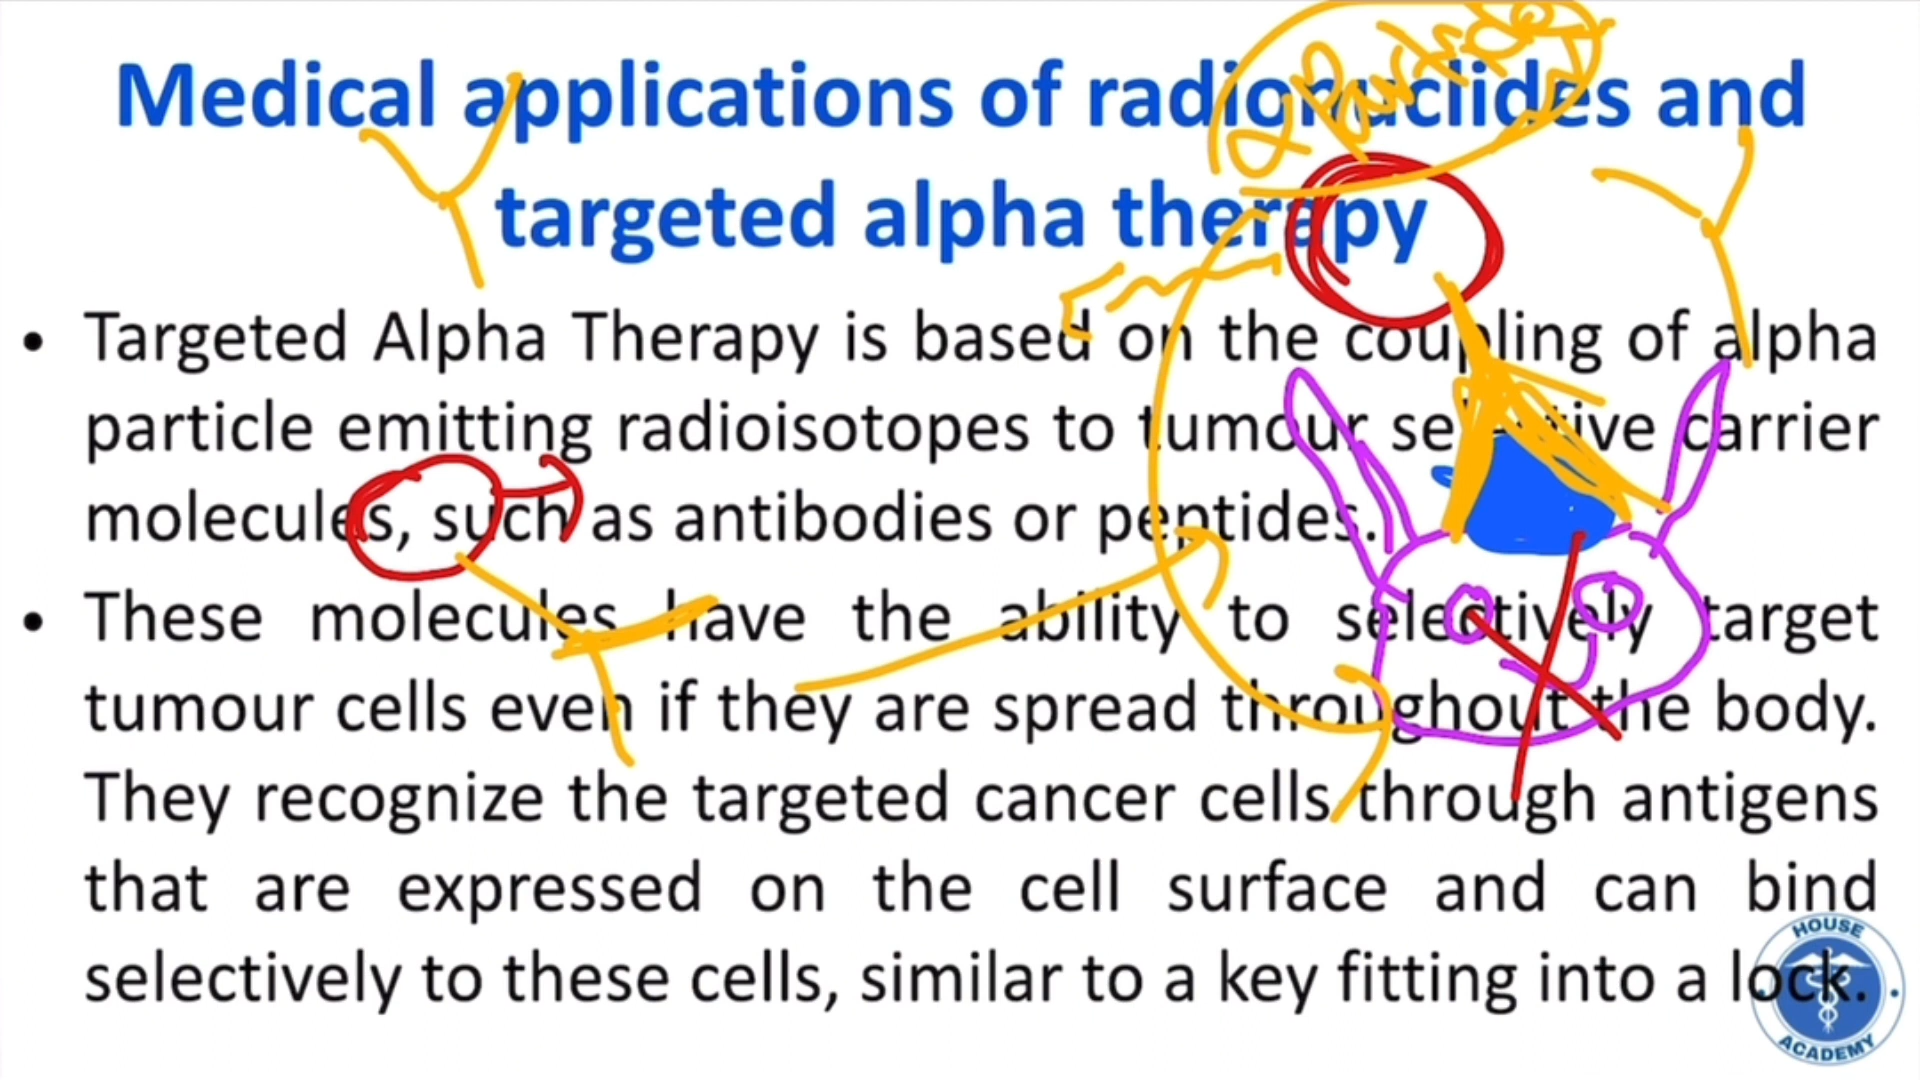 α Particles
Medical applications of radionuclides and
targeted alpha therapy
• Targeted Alpha Therapy is based on the coupling of alpha
particle emitting radioisotopes to tumour selective carrier
molecules, such as antibodies or peptides.
• These molecules have the ability to selectively target
tumour cells even if they are spread throughout the body.
They recognize the targeted cancer cells through antigens
that are expressed on the cell surface and can bind
selectively to these cells, similar to a key fitting into a lock.
HOUSE
ACADEMY